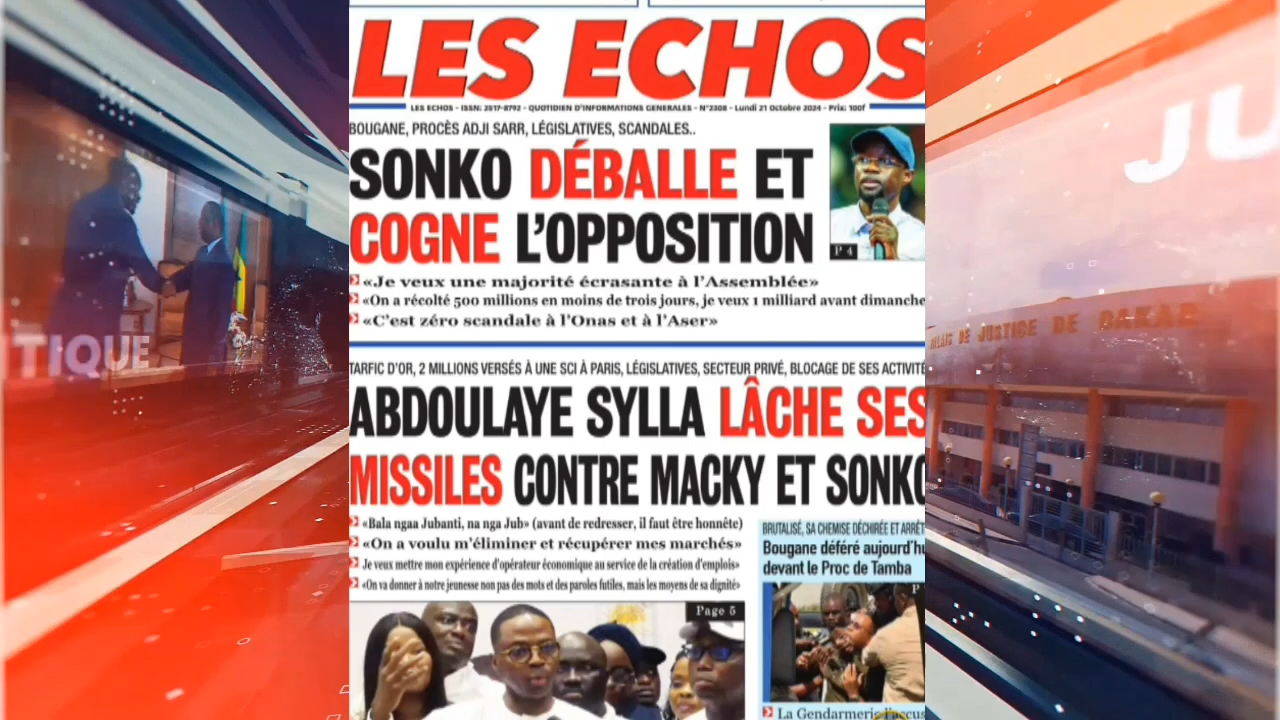 LES ECHOS
LES ECHOS - ISSN: 2517-8792 - QUOTIDIEN D'INFORMATIONS GENERALES - N°2308 - Lundi 21 Octobre 2024 - Prix: 100f
BOUGANE, PROCÈS ADJI SARR, LÉGISLATIVES, SCANDALES..
SONKO DÉBALLE ET
COGNE L'OPPOSITION
P 4
«Je veux une majorité écrasante à l'Assemblée»
«On a récolté 500 millions en moins de trois jours, je veux 1 milliard avant dimanche
«C'est zéro scandale à l'Onas et à l'Aser»
TARFIC D'OR, 2 MILLIONS VERSÉS À UNE SCI À PARIS, LÉGISLATIVES, SECTEUR PRIVÉ, BLOCAGE DE SES ACTIVITÉ
ABDOULAYE SYLLA LÂCHE SES
MISSILES CONTRE MACKY ET SONKO
«Bala ngaa Jubanti, na nga Jub» (avant de redresser, il faut être honnête)
«On a voulu m'éliminer et récupérer mes marchés»
Je veux mettre mon expérience d'opérateur économique au service de la création d'emplois»
«On va donner à notre jeunesse non pas des mots et des paroles futiles, mais les moyens de sa dignité»
Page 5
BRUTALISÉ, SA CHEMISE DÉCHIRÉE ET ARRÊT
Bougane déféré aujourd'hu
devant le Proc de Tamba
P
La Gendarmerie l'accus
TIQUE
JU
PALAIS DE JUSTICE DE DAKAR